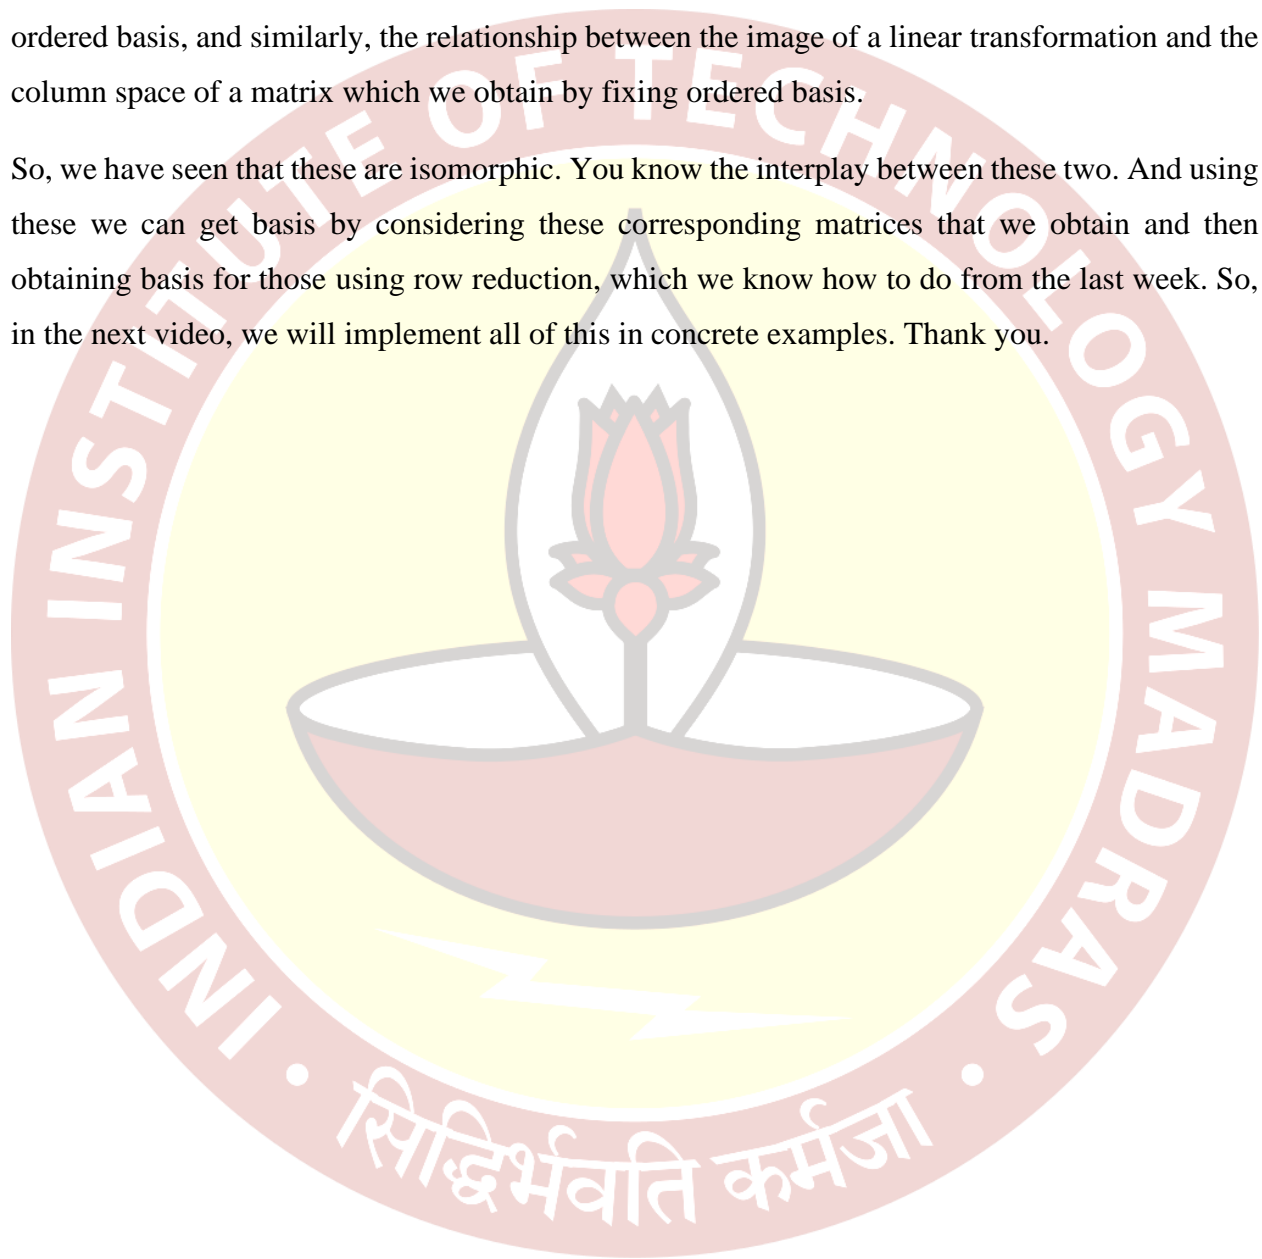 ordered basis, and similarly, the relationship between the image of a linear transformation and the
column space of a matrix which we obtain by fixing ordered basis.
So, we have seen that these are isomorphic. You know the interplay between these two. And using
these we can get basis by considering these corresponding matrices that we obtain and then
obtaining basis for those using row reduction, which we know how to do from the last week. So,
in the next video, we will implement all of this in concrete examples. Thank you.
INDIAN INSTITUTE OF TECHNOLOGY MADRAS
सिद्धिर्भवति कर्मजा